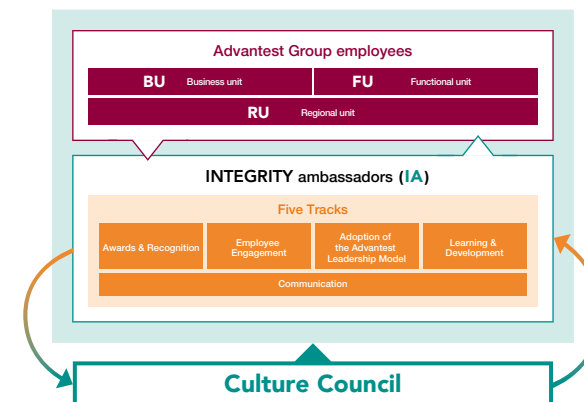 Advantest Group employees
BU Business unit
FU Functional unit
RU Regional unit
INTEGRITY ambassadors (IA)
Five Tracks
Awards & Recognition
Employee
Engagement
Adoption of
the Advantest
Leadership Model
Learning &
Development
Communication
Culture Council